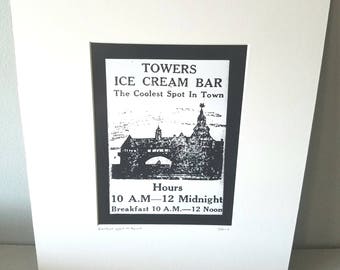 TOWERS
ICE CREAM BAR
The Coolest Spot In Town
Hours
10 A.M—12 Midnight
Breakfast 10 A.M.—12 Noon